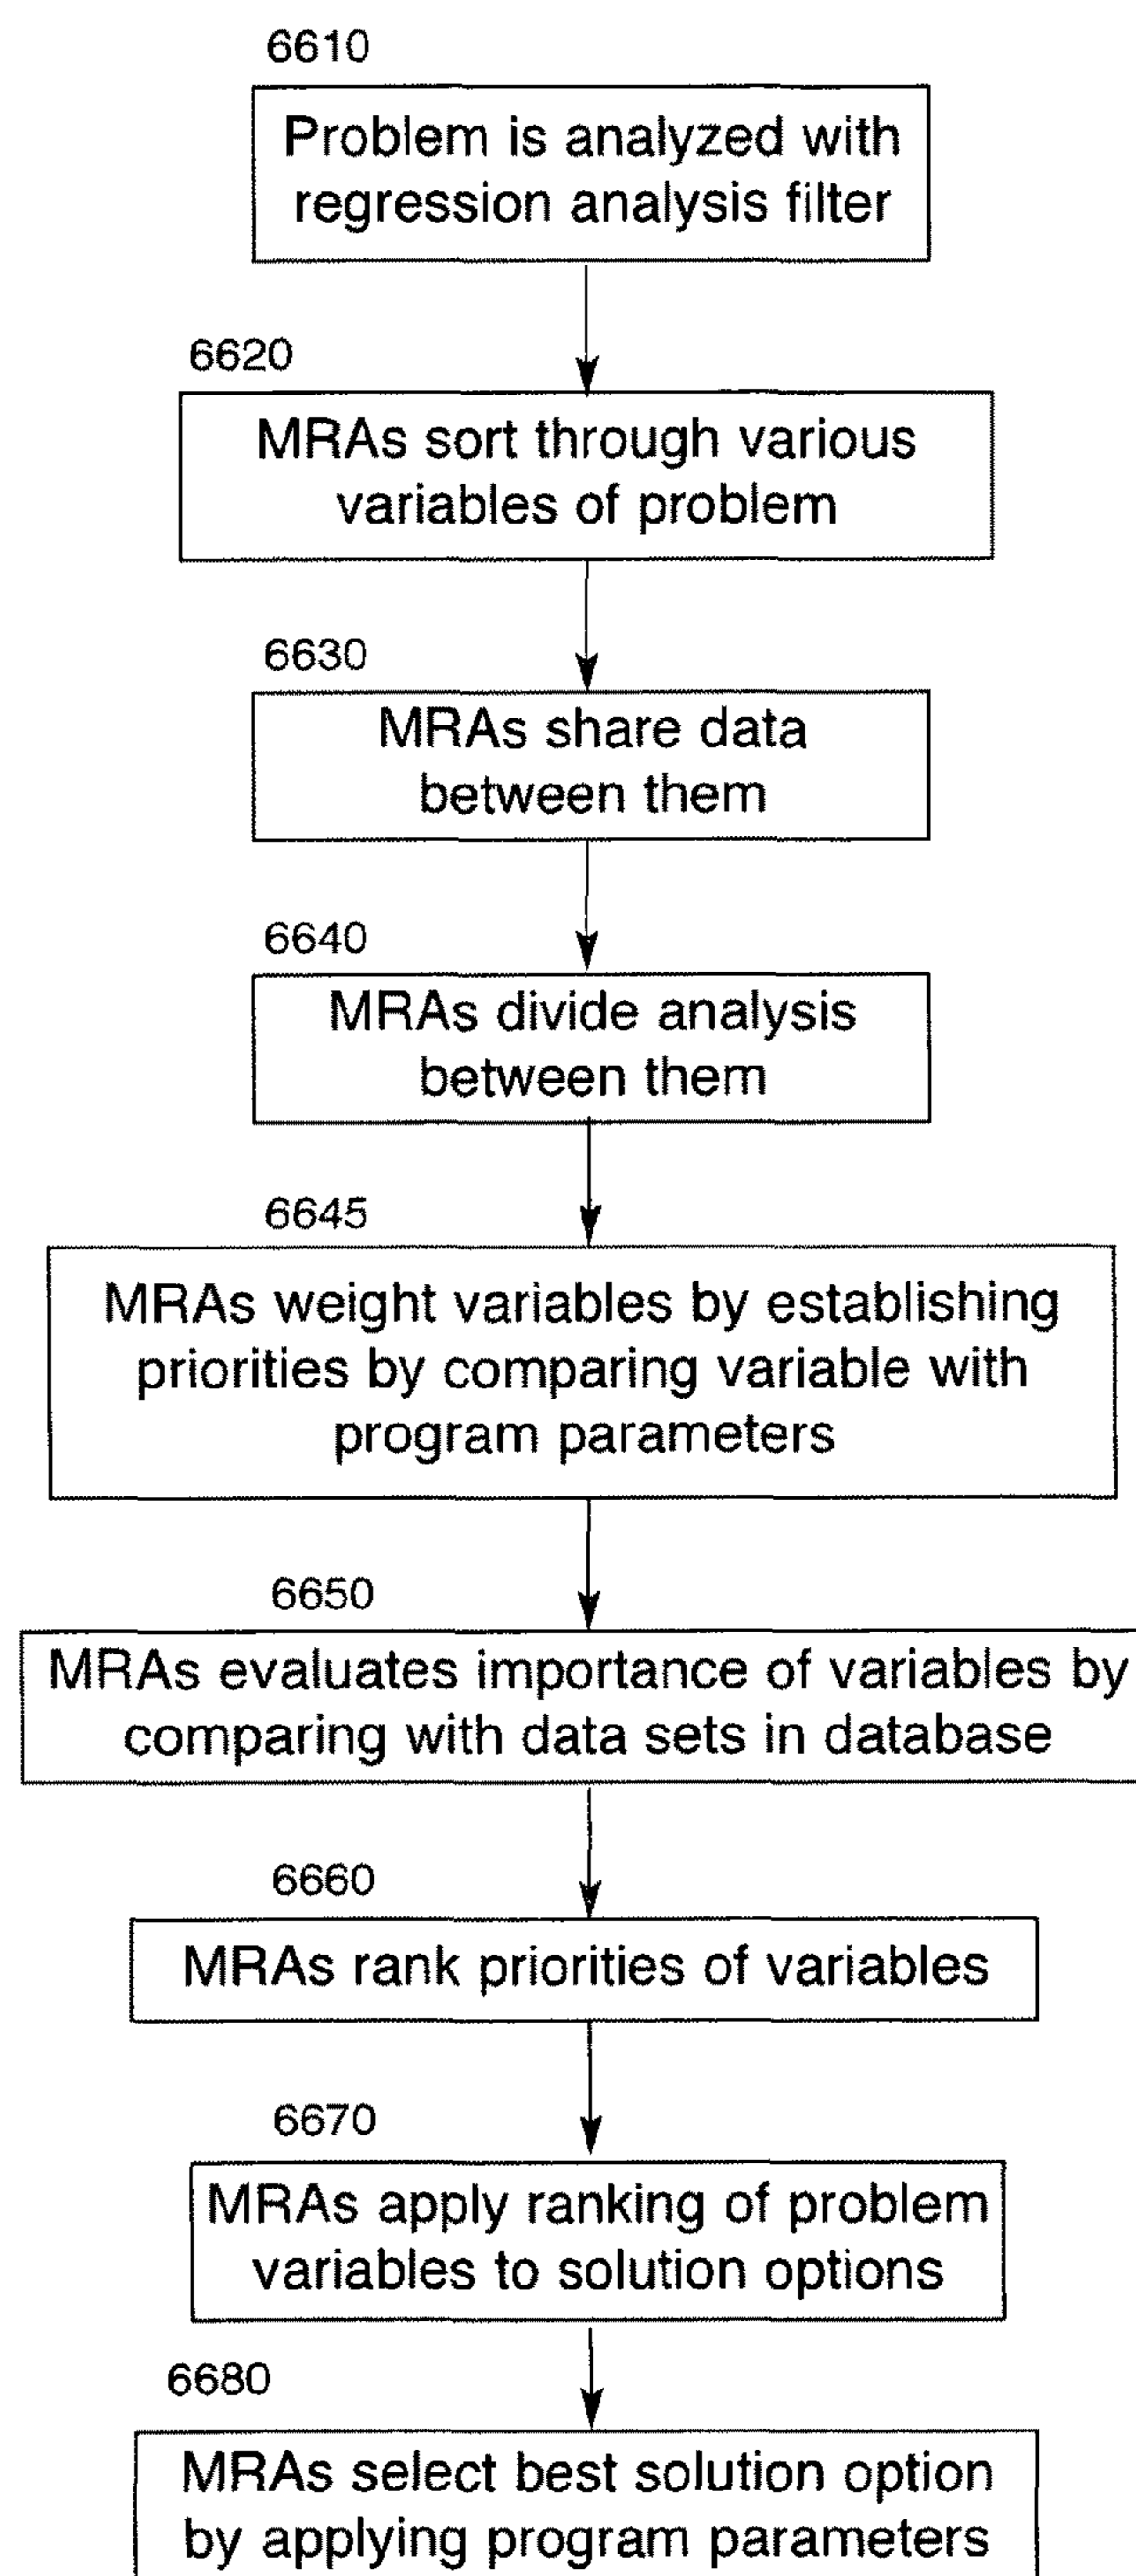 6610
Problem is analyzed with
regression analysis filter
6620
MRAs sort through various
variables of problem
6630
MRAs share data
between them
6640
MRAs divide analysis
between them
6645
MRAs weight variables by establishing
priorities by comparing variable with
program parameters
6650
MRAs evaluates importance of variables by
comparing with data sets in database
6660
MRAs rank priorities of variables
6670
MRAs apply ranking of problem
variables to solution options
6680
MRAs select best solution option
by applying program parameters